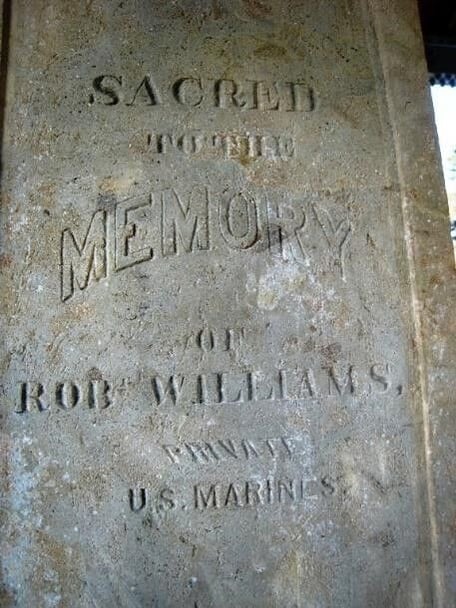 SACRED
TO THE
MEMORY
OF
ROBT WILLIAMS,
PRIVATE
U.S. MARINES